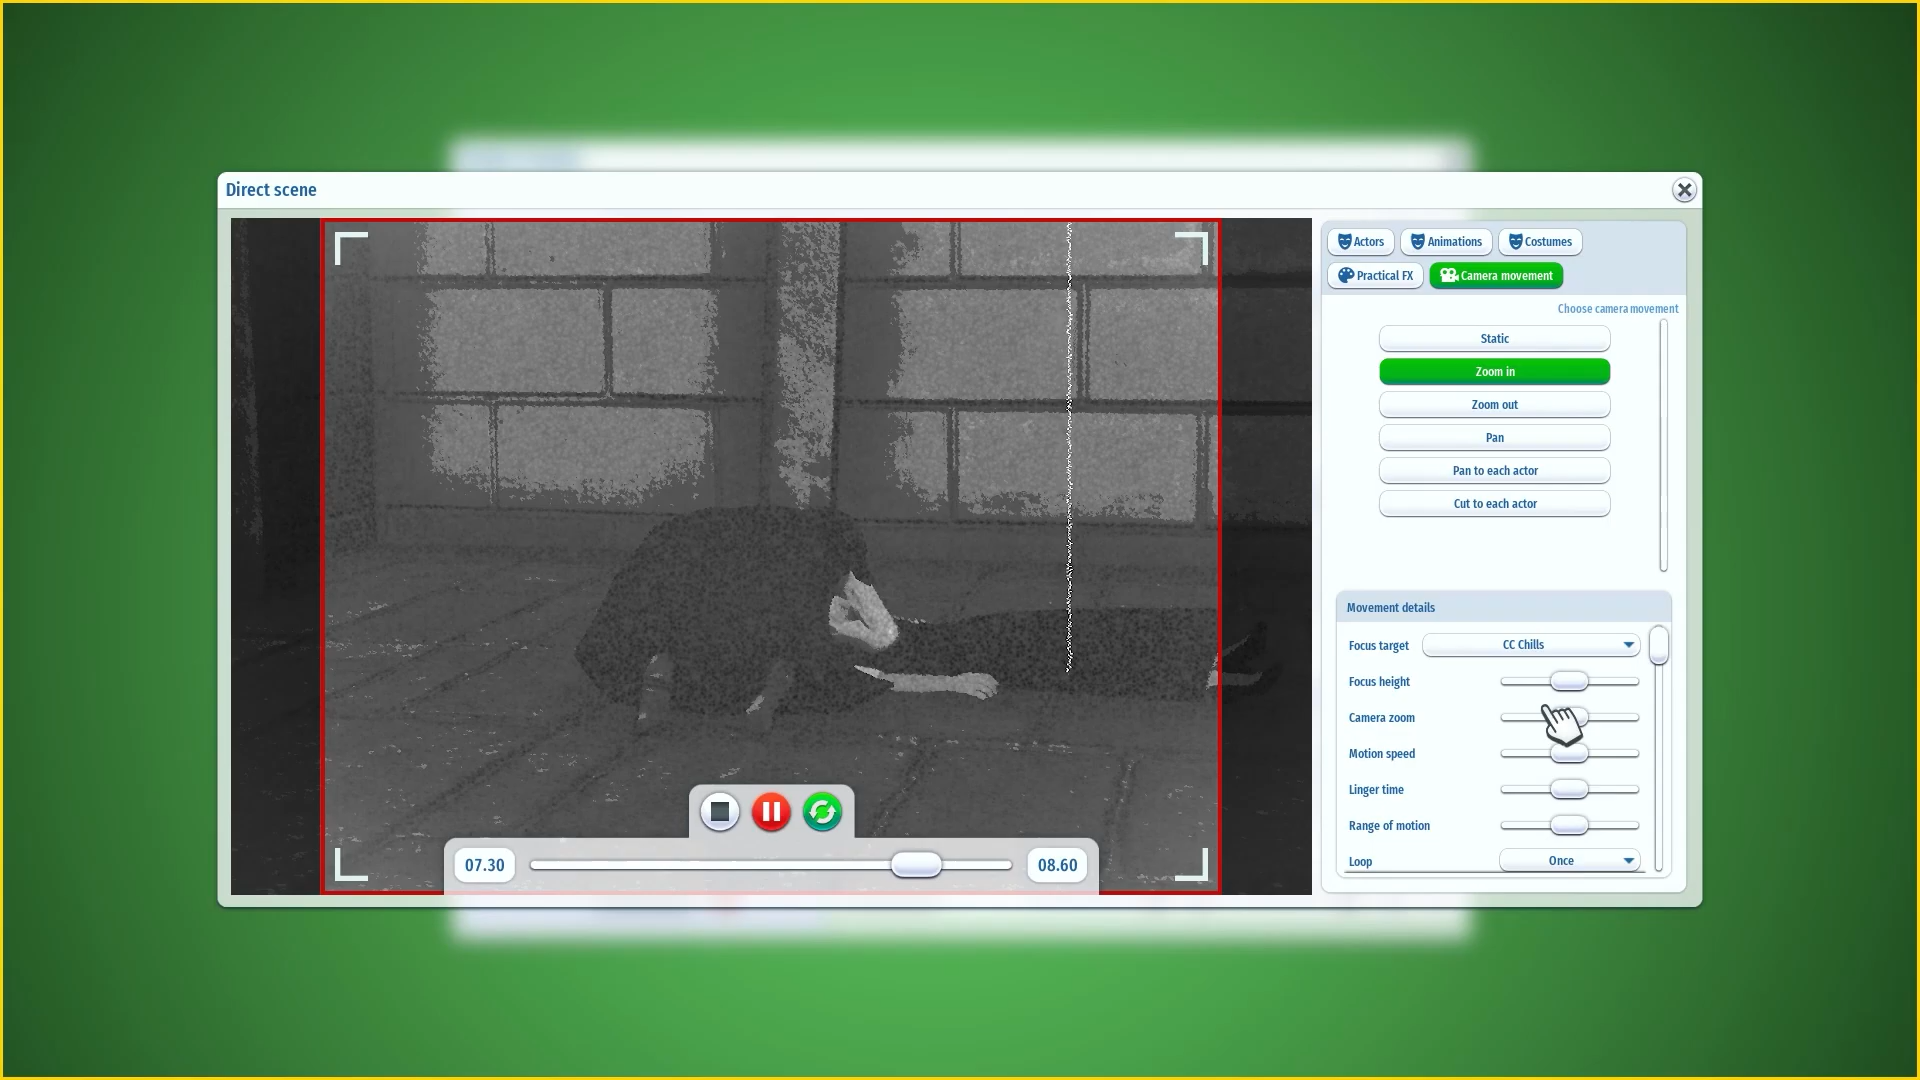 Direct scene
Actors
Animations
Costumes
Practical FX
Camera movement
Choose camera movement
Static
Zoom in
Zoom out
Pan
Pan to each actor
Cut to each actor
Movement details
Focus target
CC Chills
Focus height
Camera zoom
Motion speed
Linger time
Range of motion
Loop
Once
07.30
08.60